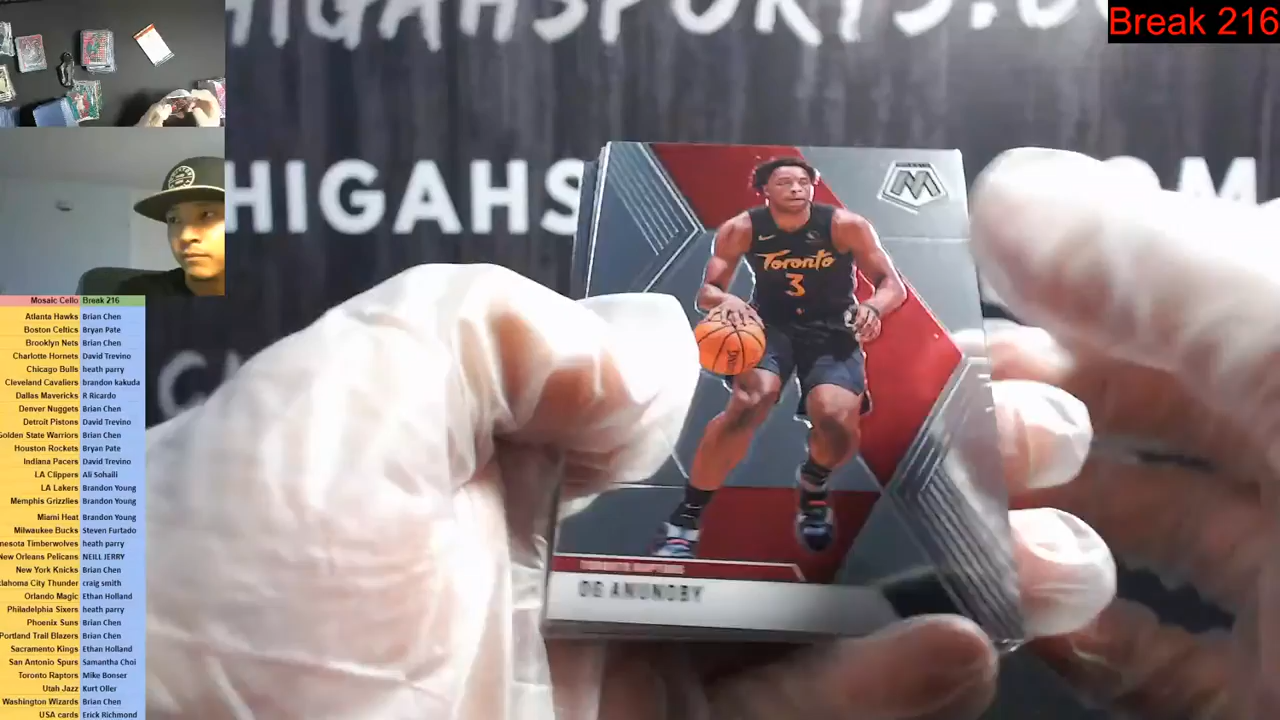 Break 216
HIGAHSPORTS.
HIGAHS
Toronto
3
OG ANUNOBY
Mosaic Cello Break 216
Atlanta Hawks Brian Chen
Boston Celtics Bryan Pate
Brooklyn Nets Brian Chen
Charlotte Hornets David Trevino
Chicago Bulls heath parry
Cleveland Cavaliers brandon kakuda
Dallas Mavericks R Ricardo
Denver Nuggets Brian Chen
Detroit Pistons David Trevino
Golden State Warriors Brian Chen
Houston Rockets Bryan Pate
Indiana Pacers David Trevino
LA Clippers Ali Sohaili
LA Lakers Brandon Young
Memphis Grizzlies Brandon Young
Miami Heat Brandon Young
Milwaukee Bucks Steven Furtado
nesota Timberwolves heath parry
New Orleans Pelicans NEILL JERRY
New York Knicks Brian Chen
lahoma City Thunder craig smith
Orlando Magic Ethan Holland
Philadelphia Sixers heath parry
Phoenix Suns Brian Chen
Portland Trail Blazers Brian Chen
Sacramento Kings Ethan Holland
San Antonio Spurs Samantha Choi
Toronto Raptors Mike Bonser
Utah Jazz Kurt Oller
Washington Wizards Brian Chen
USA cards Erick Richmond